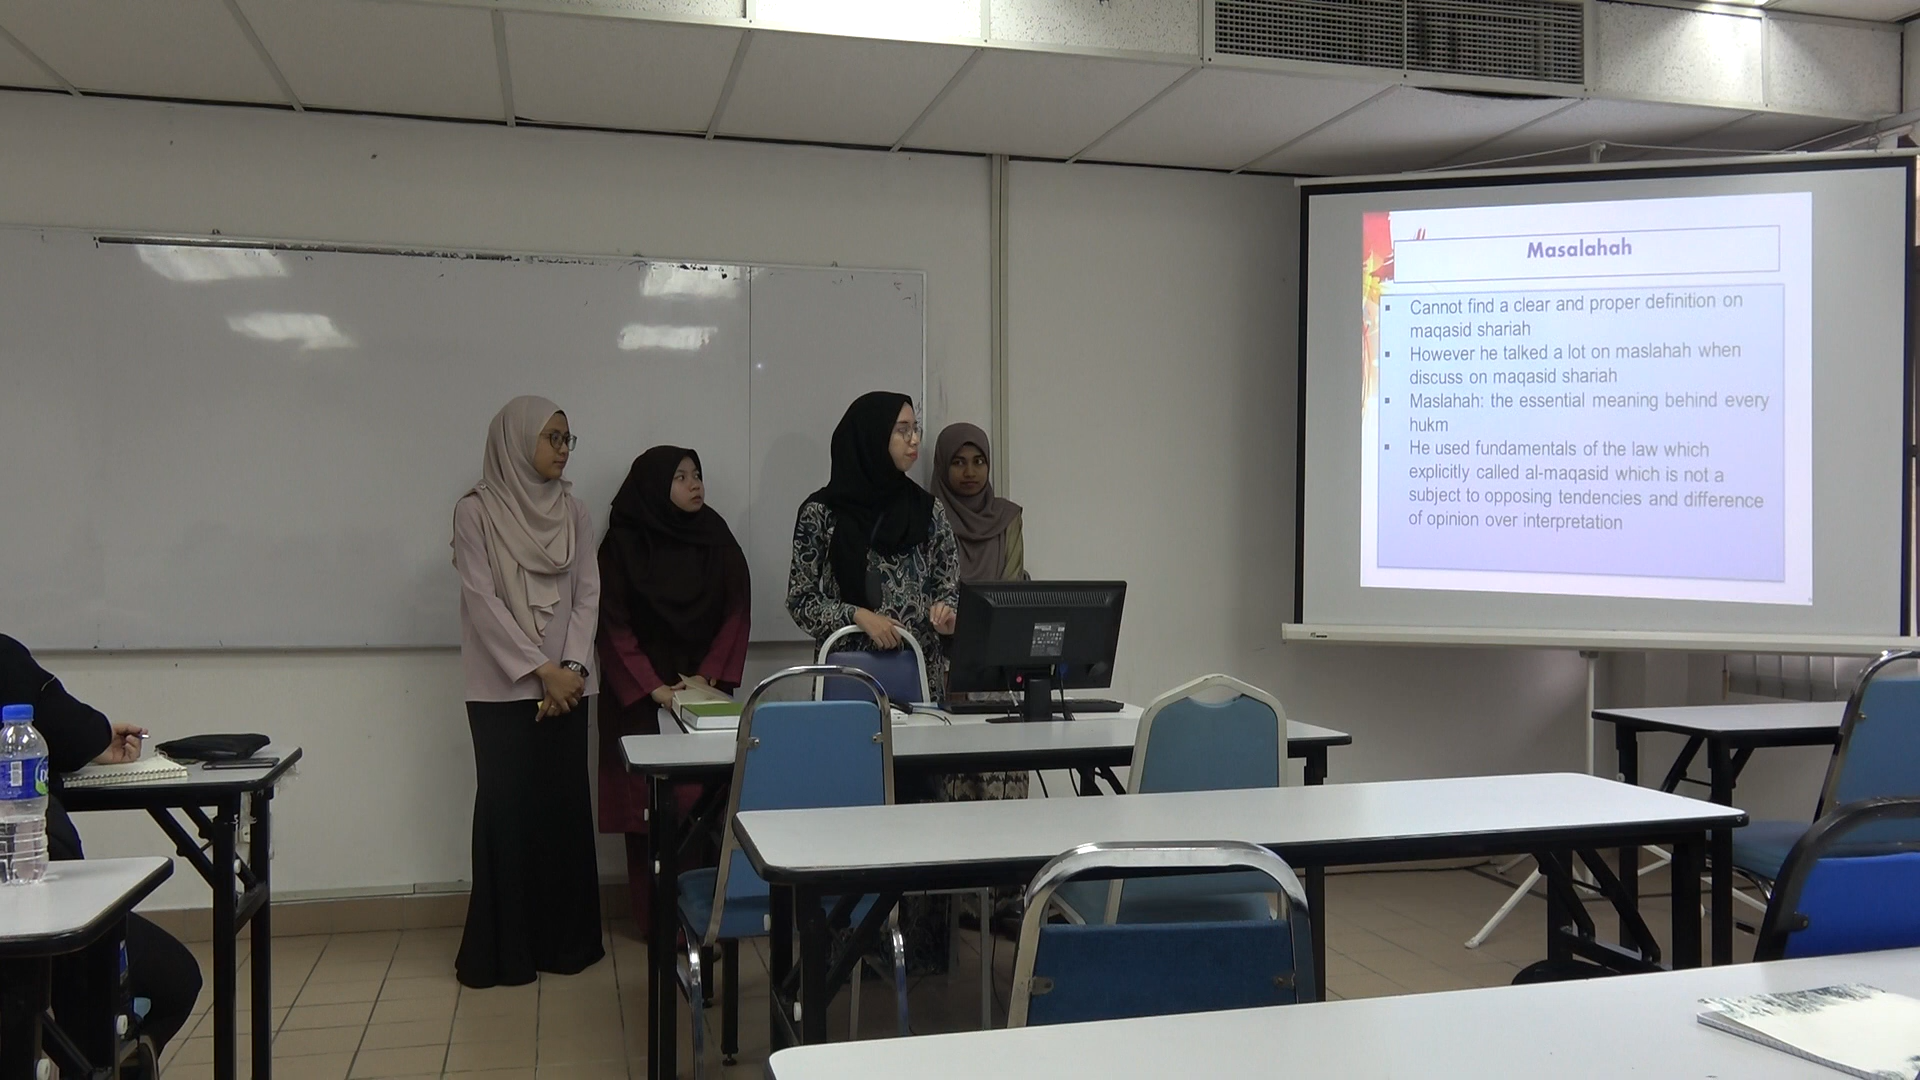 Masalahah
▪ Cannot find a clear and proper definition on
maqasid shariah
▪ However he talked a lot on maslahah when
discuss on maqasid shariah
▪ Maslahah: the essential meaning behind every
hukm
▪ He used fundamentals of the law which
explicitly called al-maqasid which is not a
subject to opposing tendencies and difference
of opinion over interpretation